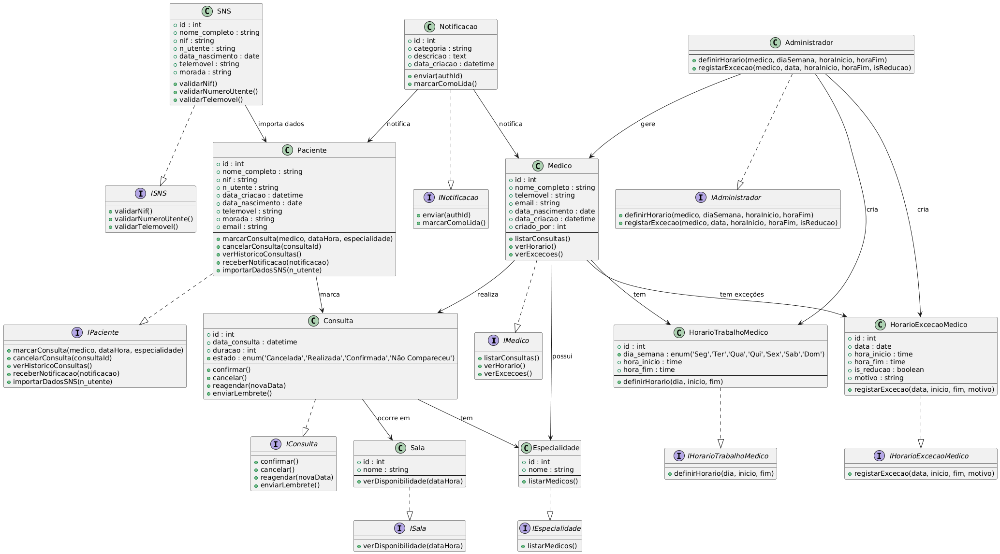 SNS
id : int
nome_completo : string
nif : string
n_utente : string
data_nascimento : date
telemovel : string
morada : string
validarNif()
validarNumeroUtente()
validarTelemovel()
Notificacao
id : int
categoria : string
descricao : text
data_criacao : datetime
enviar(authId)
marcarComoLida()
Administrador
definirHorario(medico, diaSemana, horaInicio, horaFim)
registarExcecao(medico, data, horaInicio, horaFim, isReducao)
importa dados
notifica
notifica
gere
Paciente
id : int
nome_completo : string
nif : string
n_utente : string
data_criacao : datetime
data_nascimento : date
telemovel : string
morada : string
email : string
marcarConsulta(medico, dataHora, especialidade)
cancelarConsulta(consultaId)
verHistoricoConsultas()
receberNotificacao(notificacao)
importarDadosSNS(n_utente)
Medico
id : int
nome_completo : string
telemovel : string
email : string
data_nascimento : date
data_criacao : datetime
criado_por : int
listarConsultas()
verHorario()
verExcecoes()
ISNS
validarNif()
validarNumeroUtente()
validarTelemovel()
INotificacao
enviar(authId)
marcarComoLida()
IAdministrador
definirHorario(medico, diaSemana, horaInicio, horaFim)
registarExcecao(medico, data, horaInicio, horaFim, isReducao)
cria
cria
marca
realiza
tem
tem exceções
IPaciente
marcarConsulta(medico, dataHora, especialidade)
cancelarConsulta(consultaId)
verHistoricoConsultas()
receberNotificacao(notificacao)
importarDadosSNS(n_utente)
Consulta
id : int
data_consulta : datetime
duracao : int
estado : enum('Cancelada','Realizada','Confirmada','Não Compareceu')
confirmar()
cancelar()
reagendar(novaData)
enviarLembrete()
IMedico
listarConsultas()
verHorario()
verExcecoes()
possui
HorarioTrabalhoMedico
id : int
dia_semana : enum('Seg','Ter','Qua','Qui','Sex','Sab','Dom')
hora_inicio : time
hora_fim : time
definirHorario(dia, inicio, fim)
HorarioExcecaoMedico
id : int
data : date
hora_inicio : time
hora_fim : time
is_reducao : boolean
motivo : string
registarExcecao(data, inicio, fim, motivo)
ocorre em
tem
IConsulta
confirmar()
cancelar()
reagendar(novaData)
enviarLembrete()
Sala
id : int
nome : string
verDisponibilidade(dataHora)
Especialidade
id : int
nome : string
listarMedicos()
IHorarioTrabalhoMedico
definirHorario(dia, inicio, fim)
IHorarioExcecaoMedico
registarExcecao(data, inicio, fim, motivo)
ISala
verDisponibilidade(dataHora)
IEspecialidade
listarMedicos()